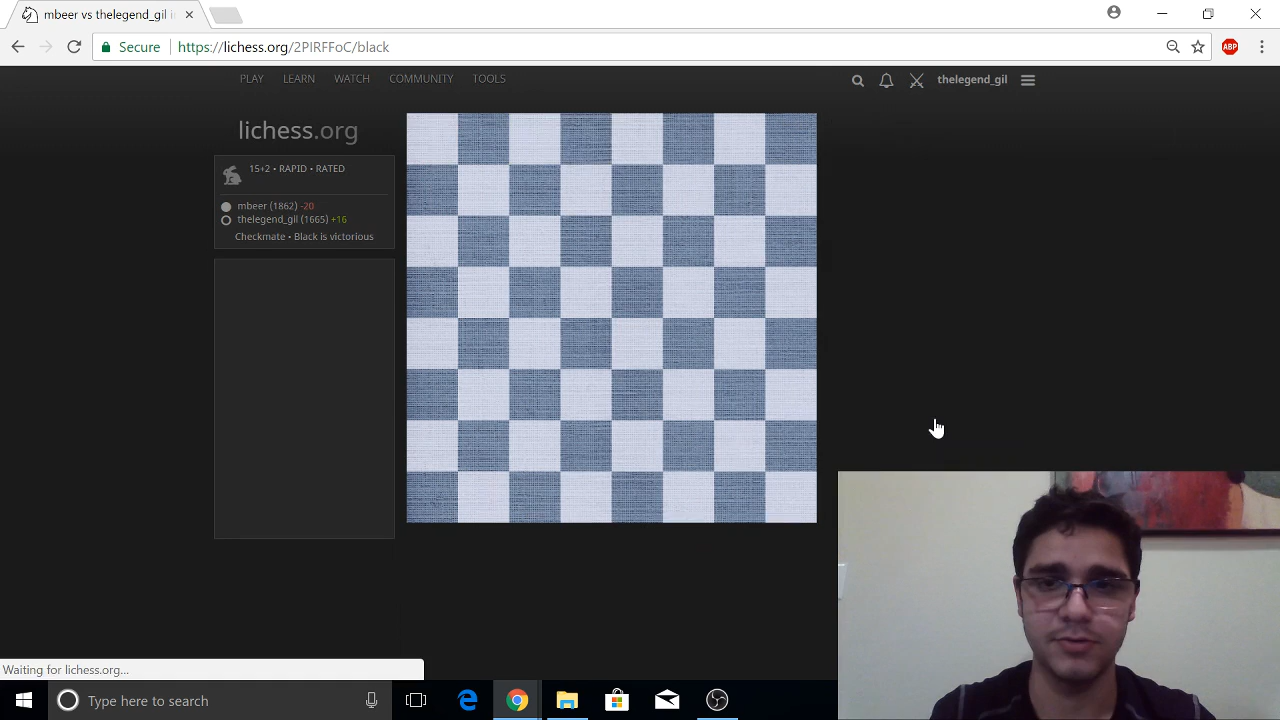 mbeer vs thelegend_gil i
Secure
https://lichess.org/2PIRFFoC/black
ABP
PLAY
LEARN
WATCH
COMMUNITY
TOOLS
thelegend_gil
lichess.org
15+2 • RAPID • RATED
mbeer (1862) -20
thelegend_gil (1665) +16
Checkmate • Black is victorious
Waiting for lichess.org...
Type here to search